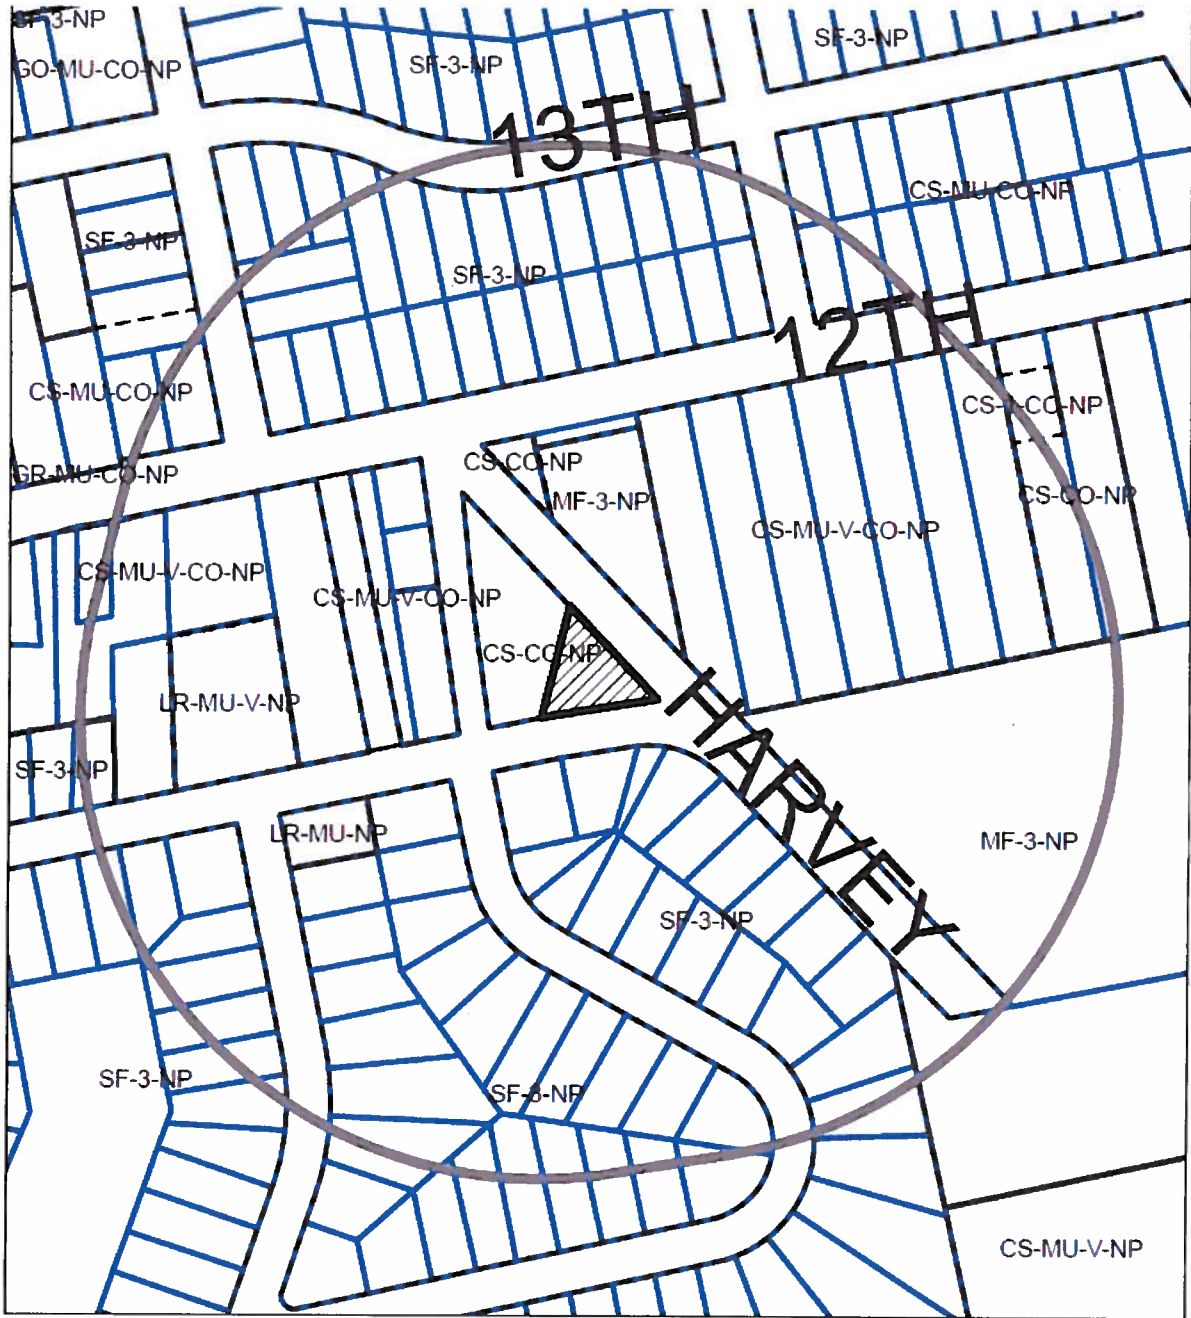 SF-3-NP
SF-3-NP
SF-3-NP
GO-MU-CO-NP
13TH
CS-MU-CO-NP
SF-3-NP
SF-3-NP
12TH
CS-MU-CO-NP
CS-1-CO-NP
GR-MU-CO-NP
CS-CO-NP
MF-3-NP
CS-CO-NP
CS-MU-V-CO-NP
CS-MU-V-CO-NP
CS-MU-V-CO-NP
CS-CO-NP
LR-MU-V-NP
HARVEY
SF-3-NP
LR-MU-NP
MF-3-NP
SF-3-NP
SF-3-NP
SF-3-NP
CS-MU-V-NP